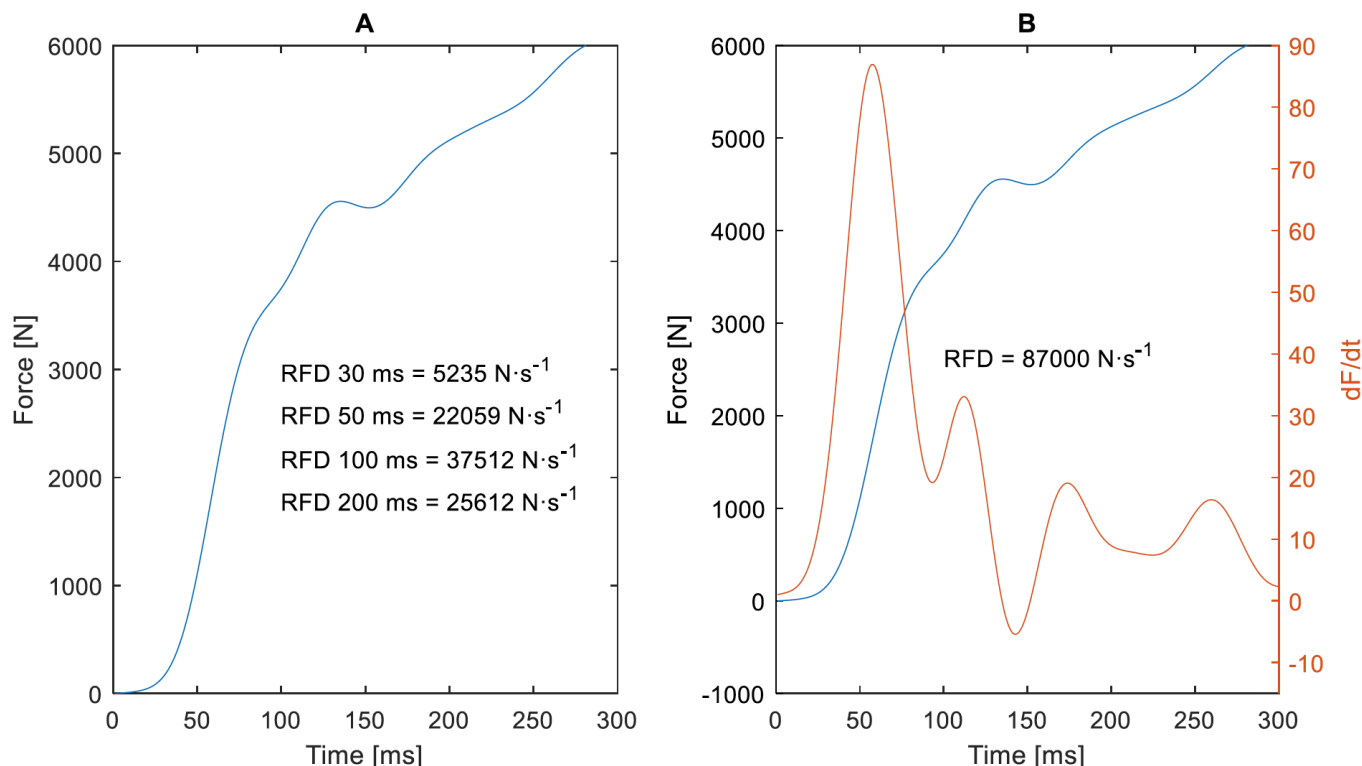 A
6000
5000
4000
3000
2000
1000
0
Force [N]
RFD 30 ms = 5235 N·s⁻¹
RFD 50 ms = 22059 N·s⁻¹
RFD 100 ms = 37512 N·s⁻¹
RFD 200 ms = 25612 N·s⁻¹
0 50 100 150 200 250 300
Time [ms]
B
6000
5000
4000
3000
2000
1000
0
-1000
Force [N]
RFD = 87000 N·s⁻¹
90
80
70
60
50
40
30
20
10
0
-10
dF/dt
0 50 100 150 200 250 300
Time [ms]